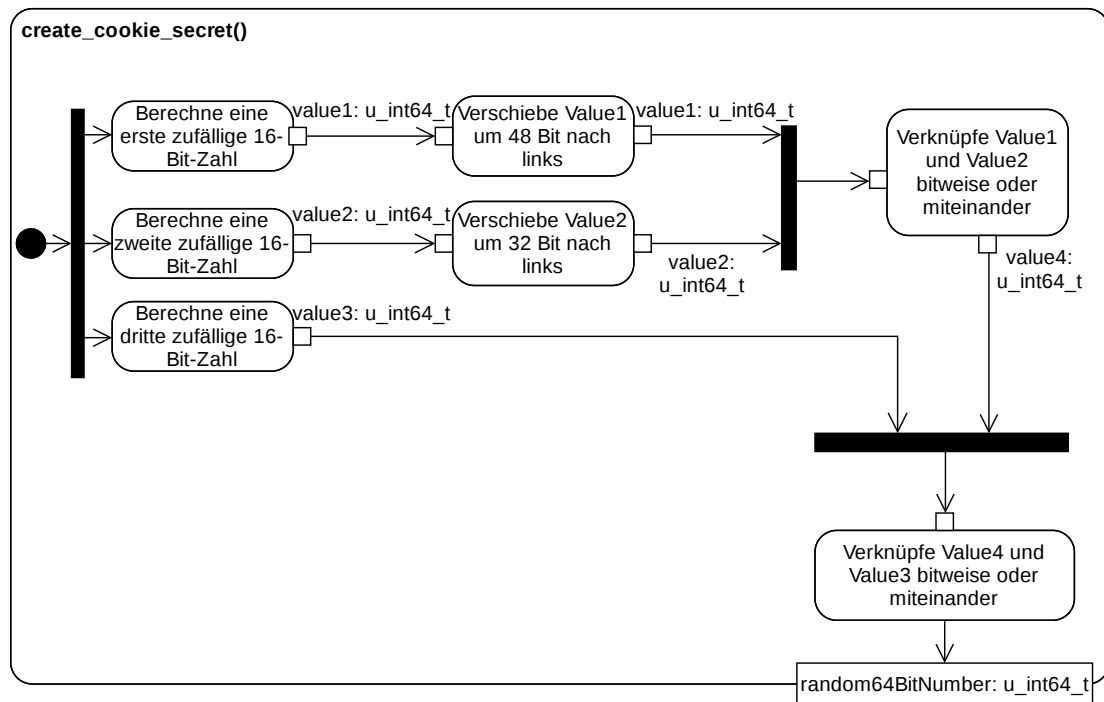 create_cookie_secret()
Berechne eine
erste zufällige 16-
Bit-Zahl
value1: u_int64_t
Verschiebe Value1
um 48 Bit nach
links
value1: u_int64_t
Verknüpfe Value1
und Value2
bitweise oder
miteinander
Berechne eine
zweite zufällige 16-
Bit-Zahl
value2: u_int64_t
Verschiebe Value2
um 32 Bit nach
links
value2:
u_int64_t
value4:
u_int64_t
Berechne eine
dritte zufällige 16-
Bit-Zahl
value3: u_int64_t
Verknüpfe Value4 und
Value3 bitweise oder
miteinander
random64BitNumber: u_int64_t